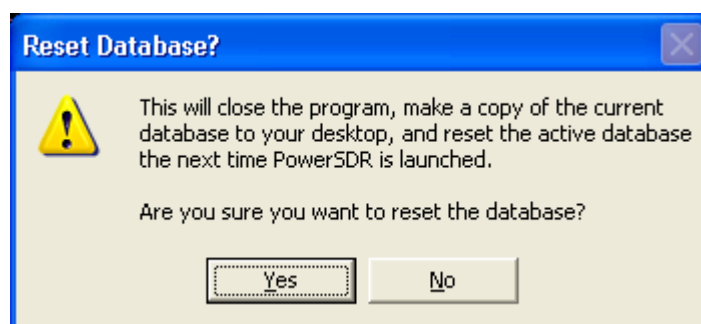 Reset Database?
This will close the program, make a copy of the current
database to your desktop, and reset the active database
the next time PowerSDR is launched.
Are you sure you want to reset the database?
Yes
No